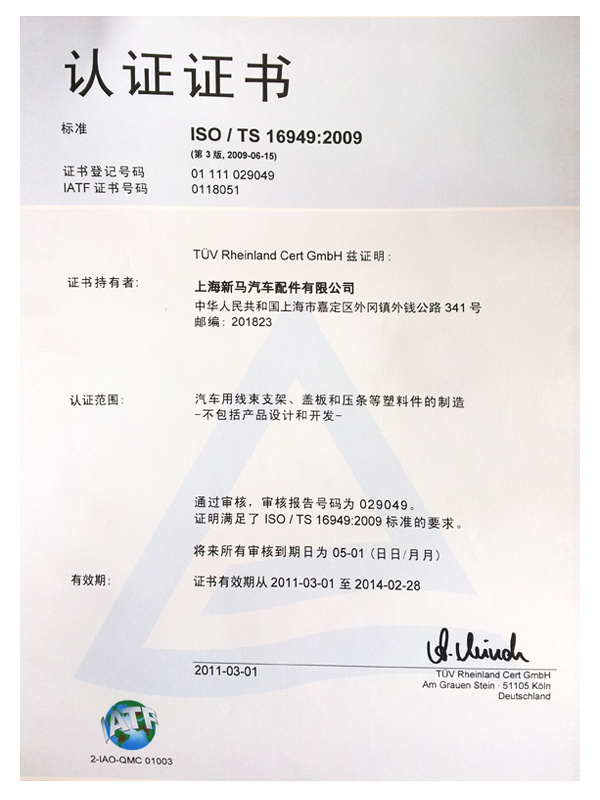 认证证书
标准
ISO / TS 16949:2009
(第 3 版, 2009-06-15)
证书登记号码
01 111 029049
IATF 证书号码
0118051
TÜV Rheinland Cert GmbH 兹证明:
证书持有者:
上海新马汽车配件有限公司
中华人民共和国上海市嘉定区外冈镇外钱公路 341 号
邮编: 201823
认证范围:
汽车用线束支架、盖板和压条等塑料件的制造
-不包括产品设计和开发-
通过审核，审核报告号码为 029049。
证明满足了 ISO / TS 16949:2009 标准的要求。
将来所有审核到期日为 05-01 (日日/月月)
有效期:
证书有效期从 2011-03-01 至 2014-02-28
2011-03-01
TÜV Rheinland Cert GmbH
Am Grauen Stein · 51105 Köln
Deutschland
IATF
2-IAO-QMC 01003